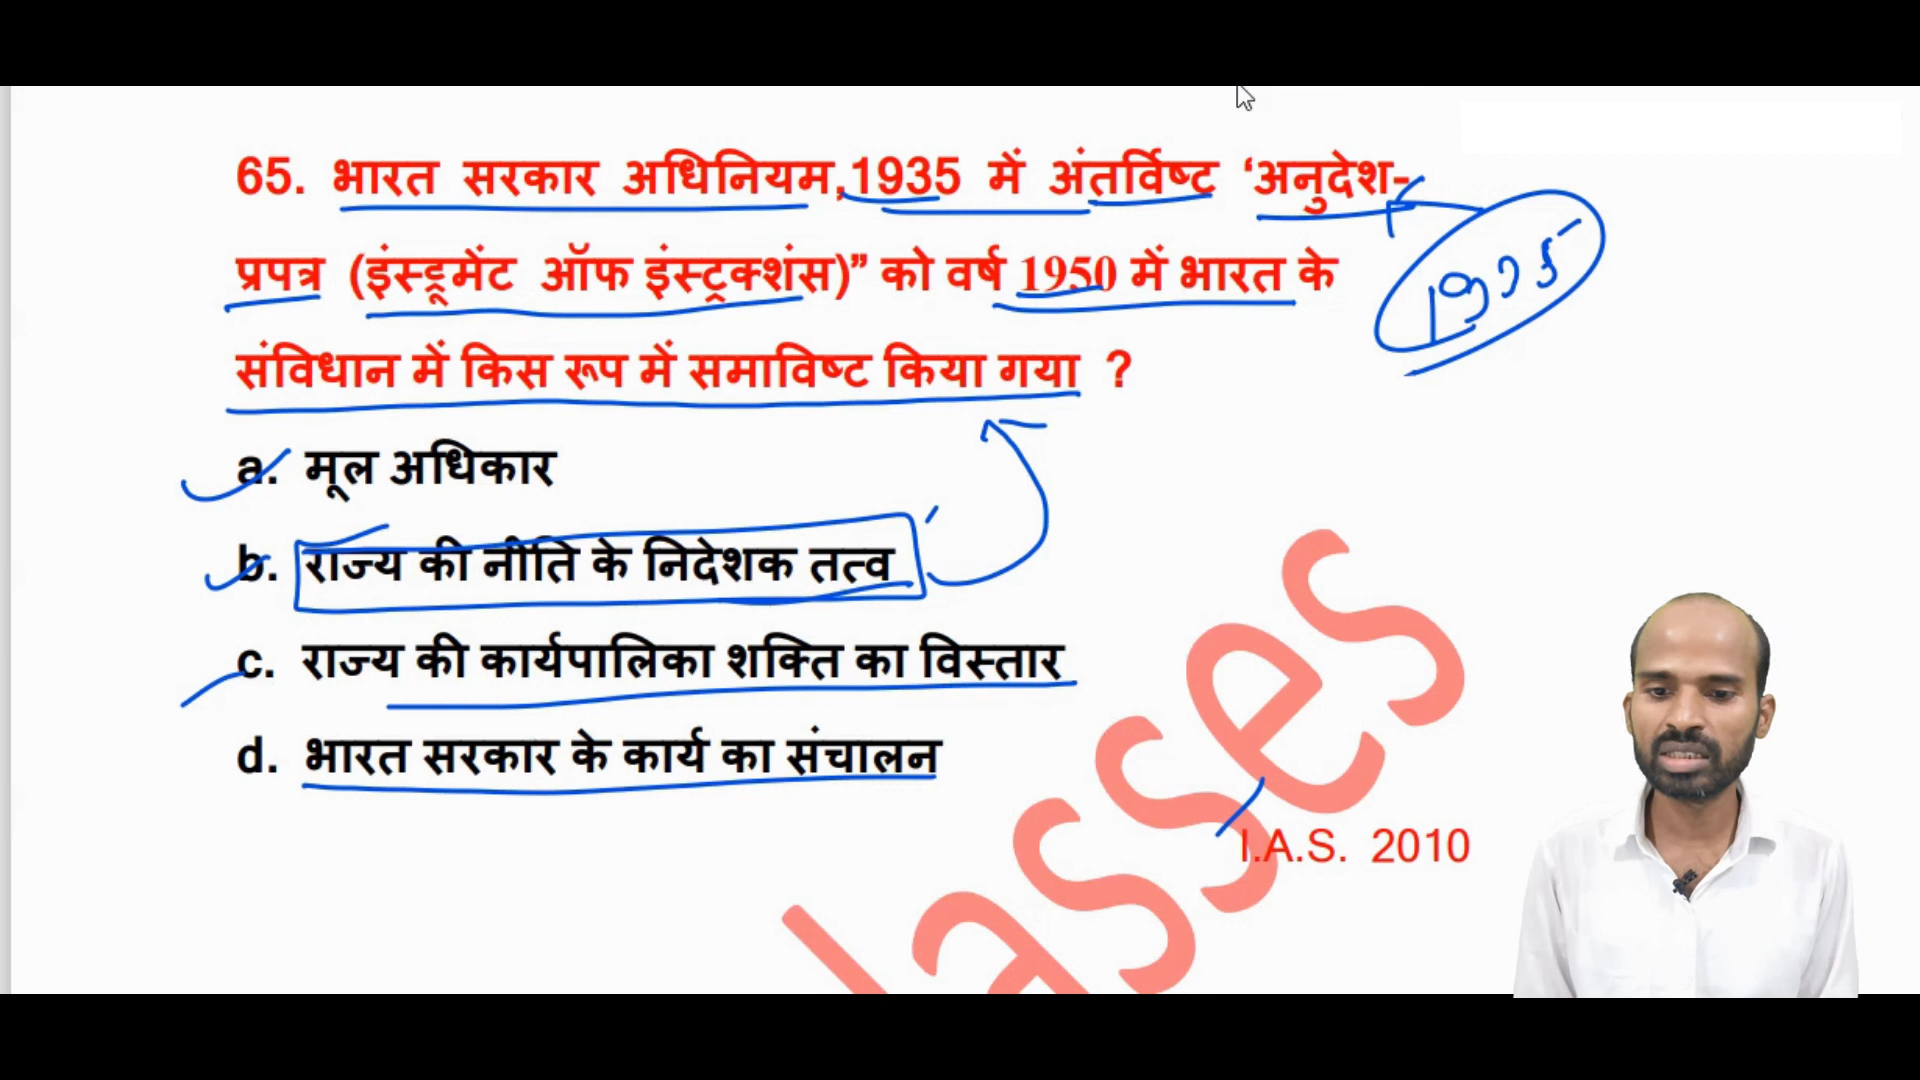 65. भारत सरकार अधिनियम,1935 में अंतर्विष्ट ‘अनुदेश-
प्रपत्र (इंस्ट्रूमेंट ऑफ इंस्ट्रक्शंस)” को वर्ष 1950 में भारत के
संविधान में किस रूप में समाविष्ट किया गया ?
1935
a. मूल अधिकार
b. राज्य की नीति के निदेशक तत्व
c. राज्य की कार्यपालिका शक्ति का विस्तार
d. भारत सरकार के कार्य का संचालन
I.A.S. 2010
lasses